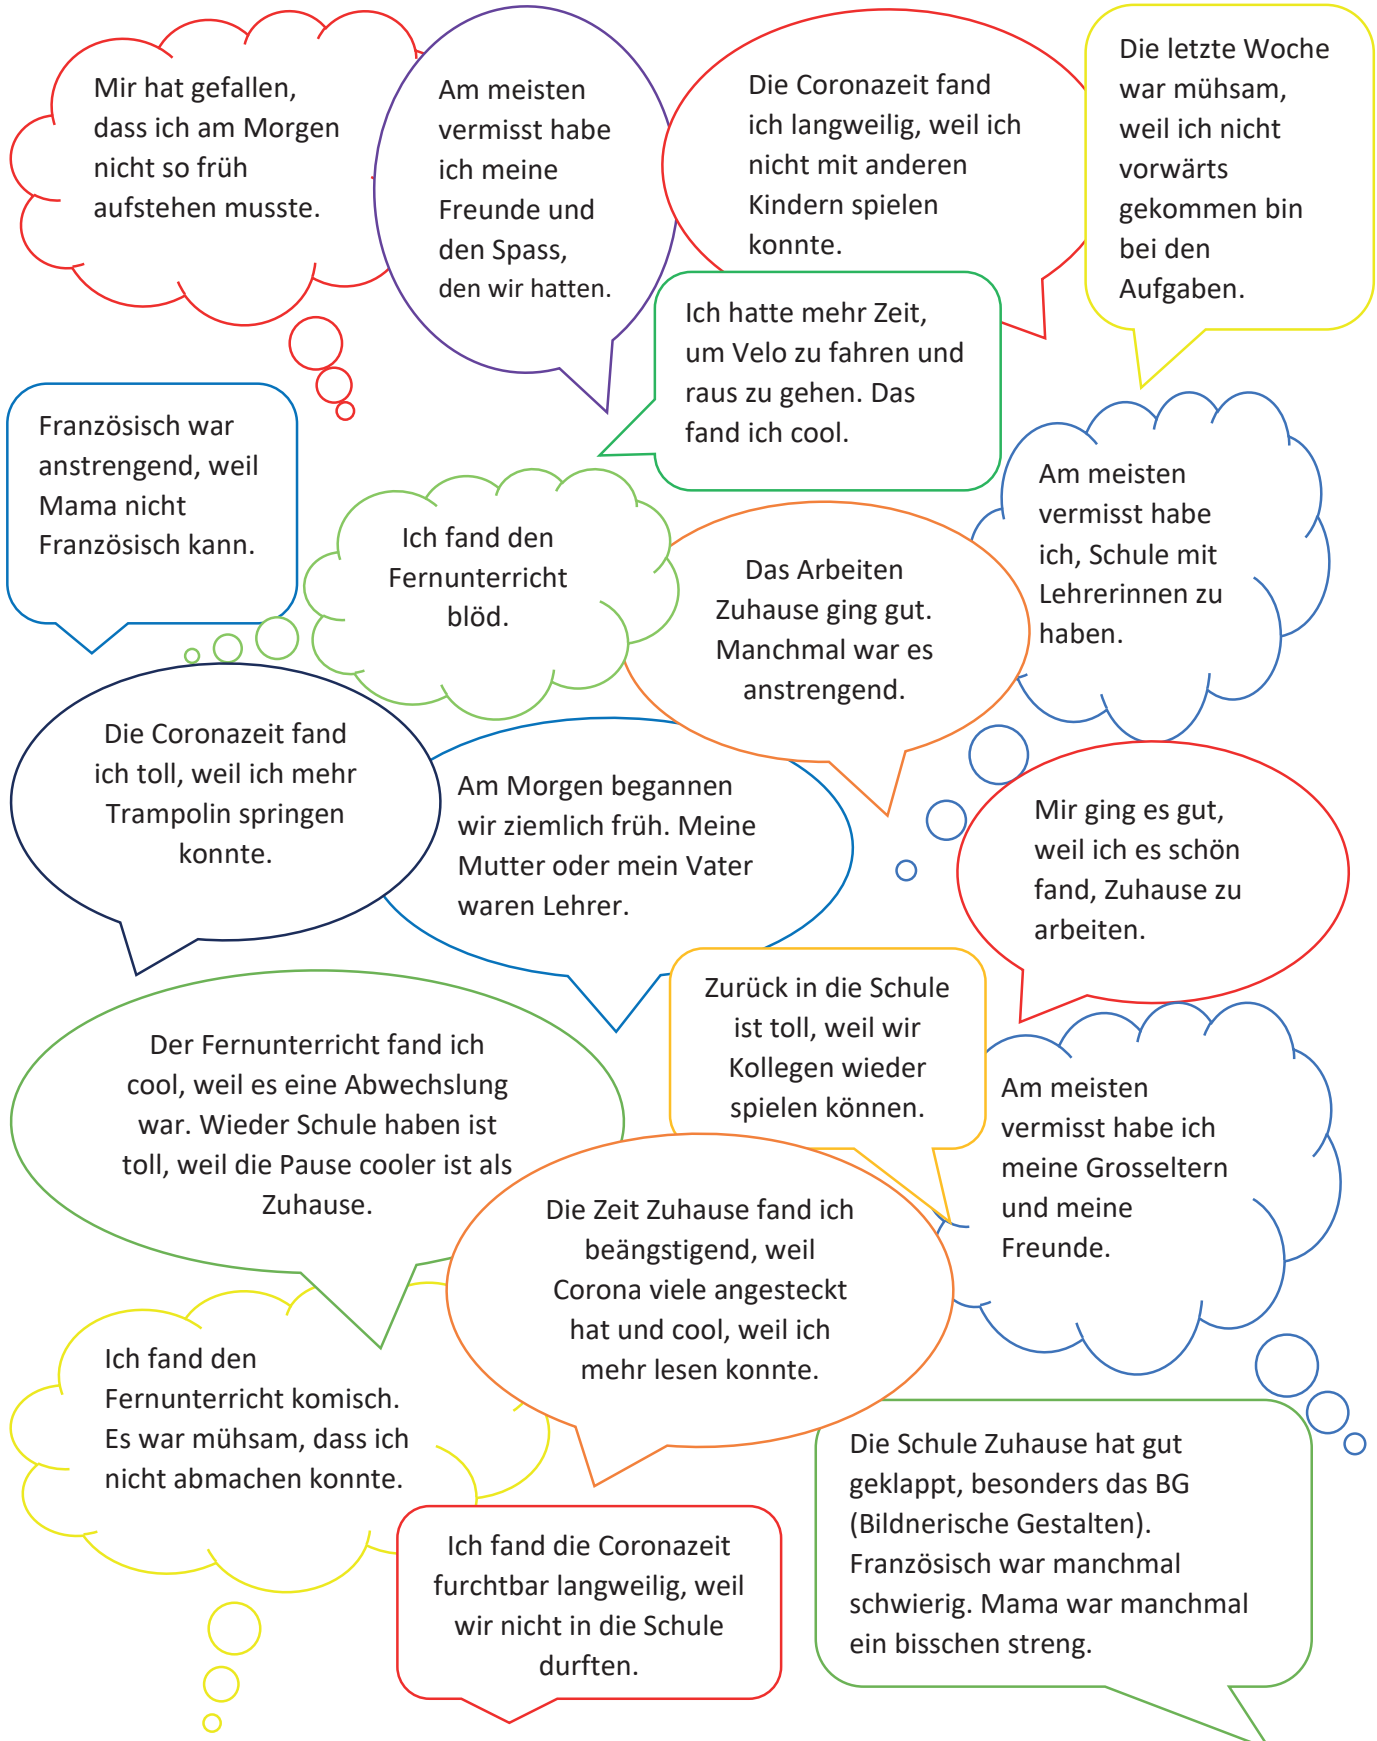 Mir hat gefallen,
dass ich am Morgen
nicht so früh
aufstehen musste.
Am meisten
vermisst habe
ich meine
Freunde und
den Spass,
den wir hatten.
Die Coronazeit fand
ich langweilig, weil ich
nicht mit anderen
Kindern spielen
konnte.
Die letzte Woche
war mühsam,
weil ich nicht
vorwärts
gekommen bin
bei den
Aufgaben.
Ich hatte mehr Zeit,
um Velo zu fahren und
raus zu gehen. Das
fand ich cool.
Französisch war
anstrengend, weil
Mama nicht
Französisch kann.
Ich fand den
Fernunterricht
blöd.
Das Arbeiten
Zuhause ging gut.
Manchmal war es
anstrengend.
Am meisten
vermisst habe
ich, Schule mit
Lehrerinnen zu
haben.
Die Coronazeit fand
ich toll, weil ich mehr
Trampolin springen
konnte.
Am Morgen begannen
wir ziemlich früh. Meine
Mutter oder mein Vater
waren Lehrer.
Mir ging es gut,
weil ich es schön
fand, Zuhause zu
arbeiten.
Der Fernunterricht fand ich
cool, weil es eine Abwechslung
war. Wieder Schule haben ist
toll, weil die Pause cooler ist als
Zuhause.
Zurück in die Schule
ist toll, weil wir
Kollegen wieder
spielen können.
Am meisten
vermisst habe ich
meine Grosseltern
und meine
Freunde.
Die Zeit Zuhause fand ich
beängstigend, weil
Corona viele angesteckt
hat und cool, weil ich
mehr lesen konnte.
Ich fand den
Fernunterricht komisch.
Es war mühsam, dass ich
nicht abmachen konnte.
Ich fand die Coronazeit
furchtbar langweilig, weil
wir nicht in die Schule
durften.
Die Schule Zuhause hat gut
geklappt, besonders das BG
(Bildnerische Gestalten).
Französisch war manchmal
schwierig. Mama war manchmal
ein bisschen streng.